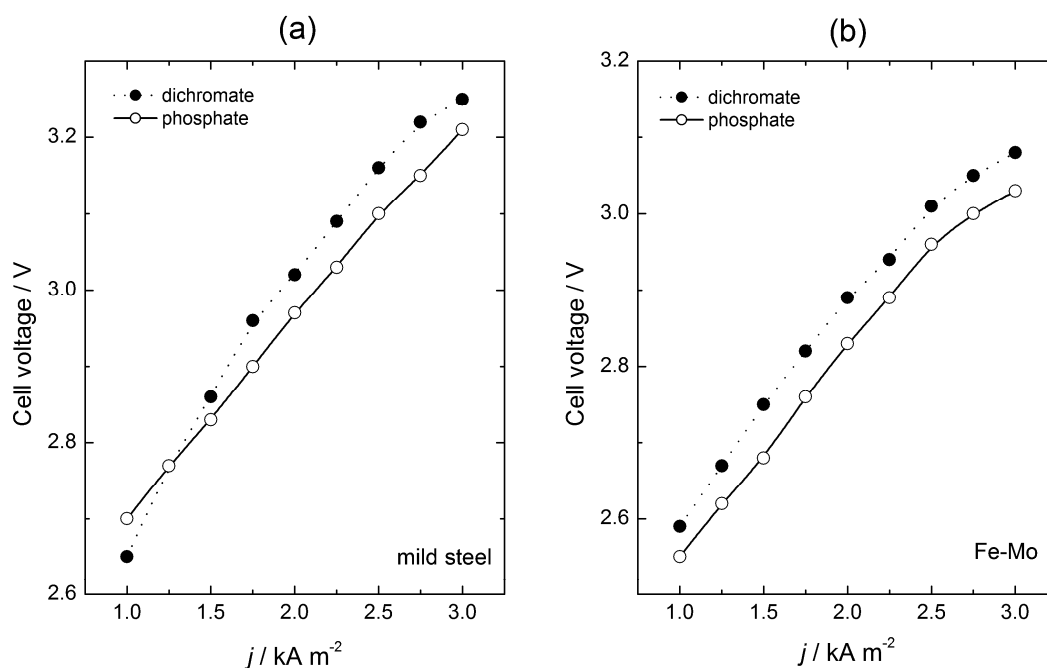 (a)
dichromate
phosphate
3.2
3.0
2.8
2.6
Cell voltage / V
mild steel
1.0 1.5 2.0 2.5 3.0
j / kA m⁻²
(b)
3.2
dichromate
phosphate
3.0
2.8
2.6
Cell voltage / V
Fe-Mo
1.0 1.5 2.0 2.5 3.0
j / kA m⁻²